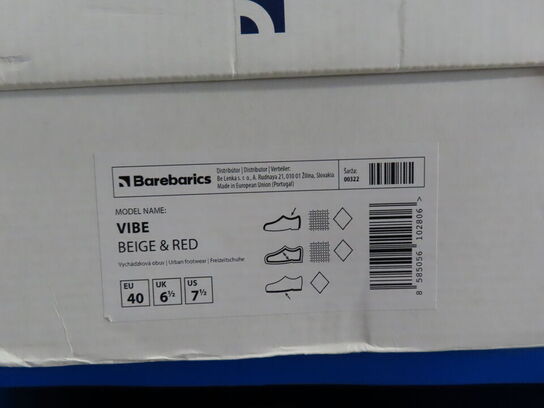 Barebarics
Distribútor | Distributor | Verteiler:
Be Lenka s. r. o., A. Rudnaya 21, 010 01 Žilina, Slovakia
Made in European Union (Portugal)
Šarža:
00322
MODEL NAME:
VIBE
BEIGE & RED
Vychádzková obuv | Urban footwear | Freizeitschuhe
EU 40 UK 6½ US 7½
8 585056 102806 >